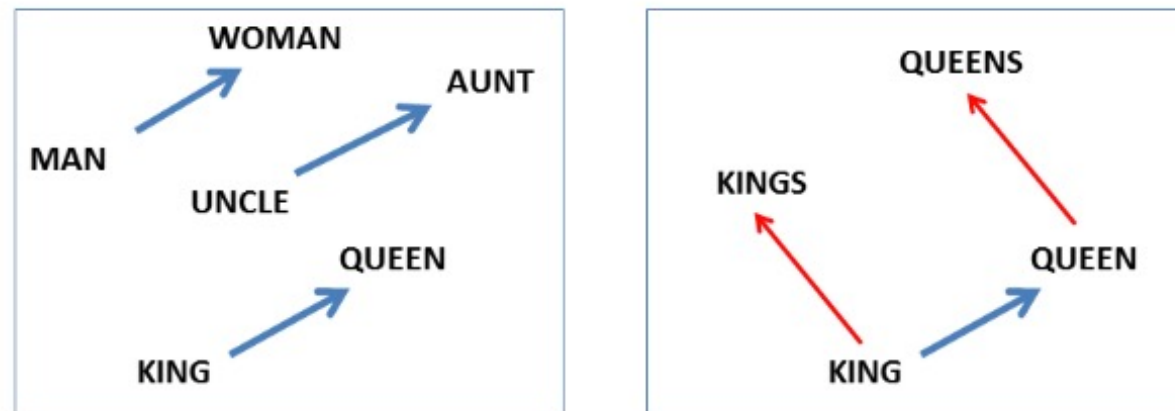 WOMAN
AUNT
MAN
UNCLE
QUEEN
KING
QUEENS
KINGS
QUEEN
KING